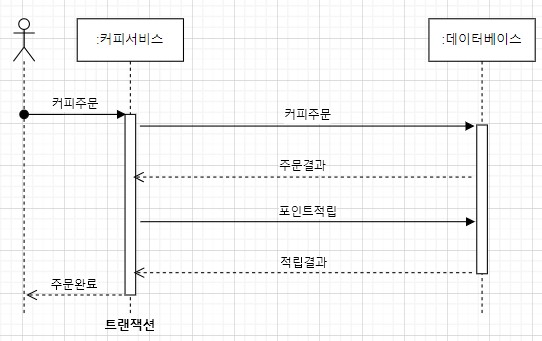 :커피서비스
:데이터베이스
커피주문
커피주문
주문결과
포인트적립
적립결과
주문완료
트랜잭션